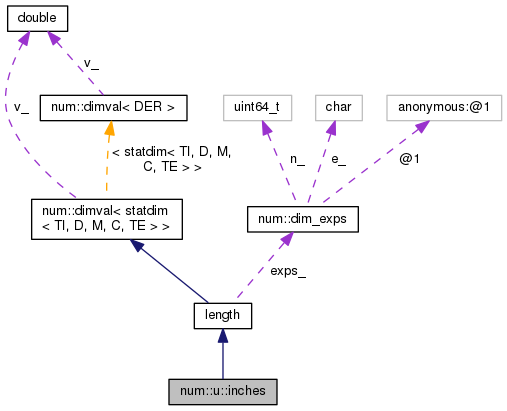 double
v_
num::dimval< DER >
uint64_t
char
anonymous:@1
v_
< statdim< TI, D, M,
C, TE > >
n_
e_
@1
num::dimval< statdim
< TI, D, M, C, TE > >
num::dim_exps
exps_
length
num::u::inches